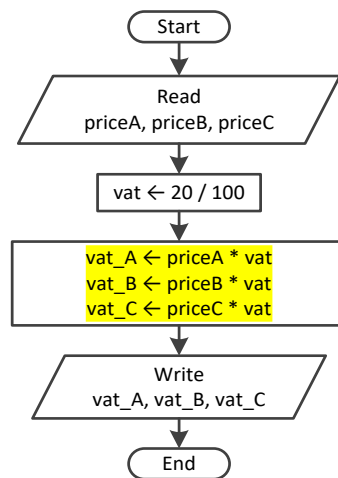 Start
Read
priceA, priceB, priceC
vat ← 20 / 100
vat_A ← priceA * vat
vat_B ← priceB * vat
vat_C ← priceC * vat
Write
vat_A, vat_B, vat_C
End